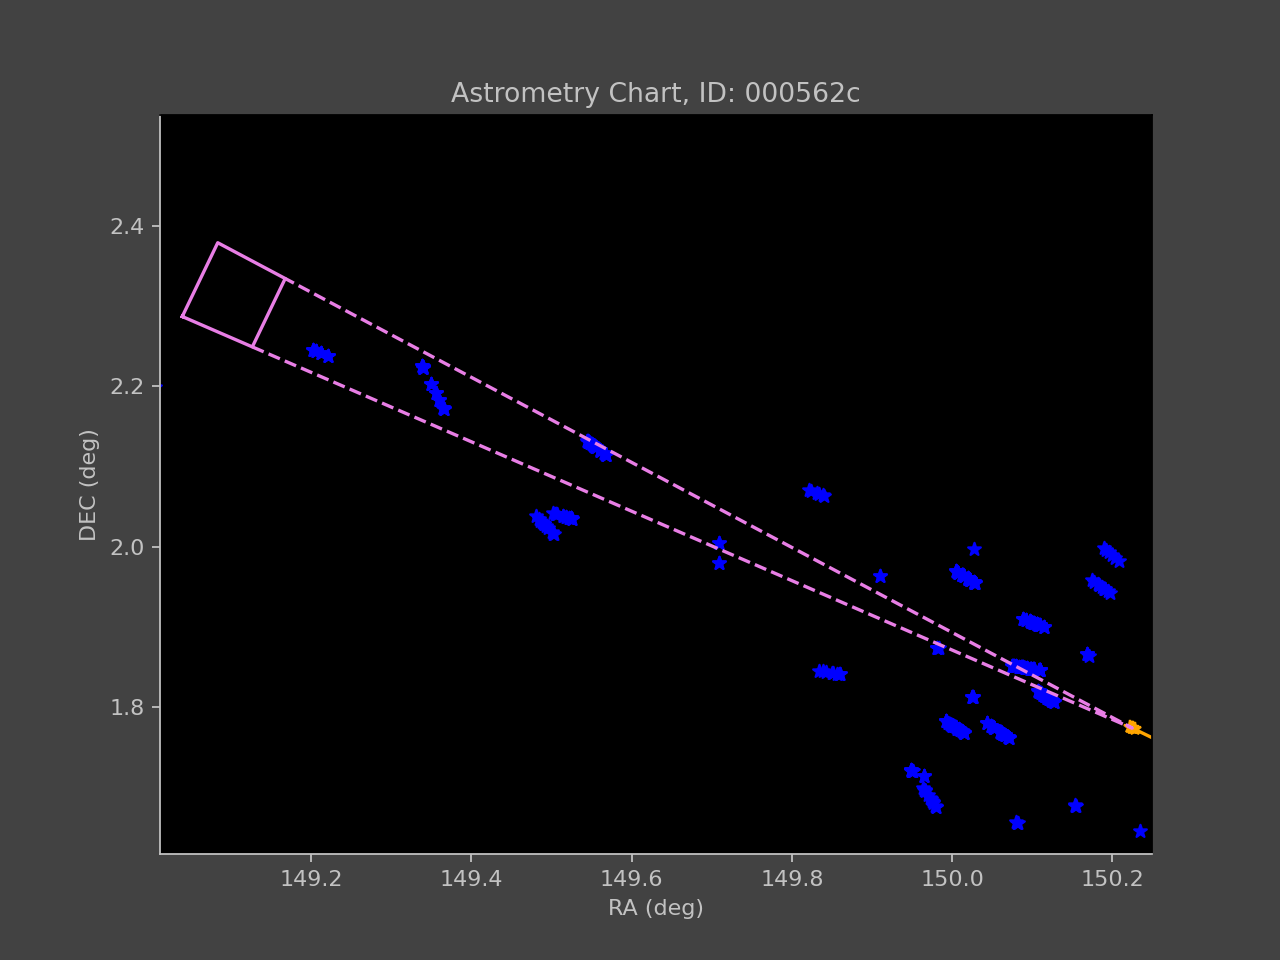 Astrometry Chart, ID: 000562c
2.4
2.2
2.0
1.8
DEC (deg)
149.2 149.4 149.6 149.8 150.0 150.2
RA (deg)